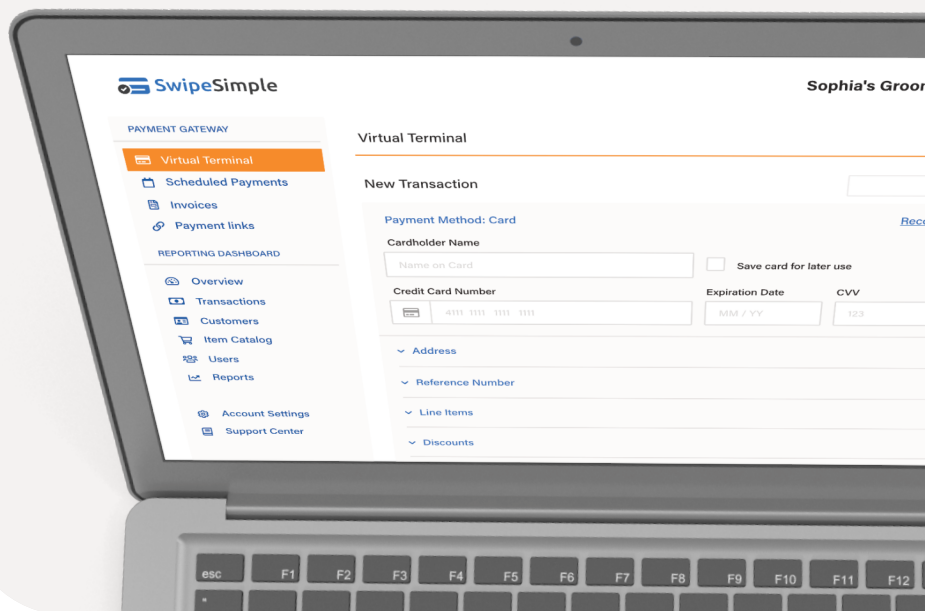 SwipeSimple
Sophia's Groo
PAYMENT GATEWAY
Virtual Terminal
Scheduled Payments
Invoices
Payment links
REPORTING DASHBOARD
Overview
Transactions
Customers
Item Catalog
Users
Reports
Account Settings
Support Center
Virtual Terminal
New Transaction
Payment Method: Card
Reco
Cardholder Name
Name on Card
Save card for later use
Credit Card Number
Expiration Date
CVV
4111 1111 1111 1111
MM / YY
123
Address
Reference Number
Line Items
Discounts
esc F1 F2 F3 F4 F5 F6 F7 F8 F9 F10 F11 F12